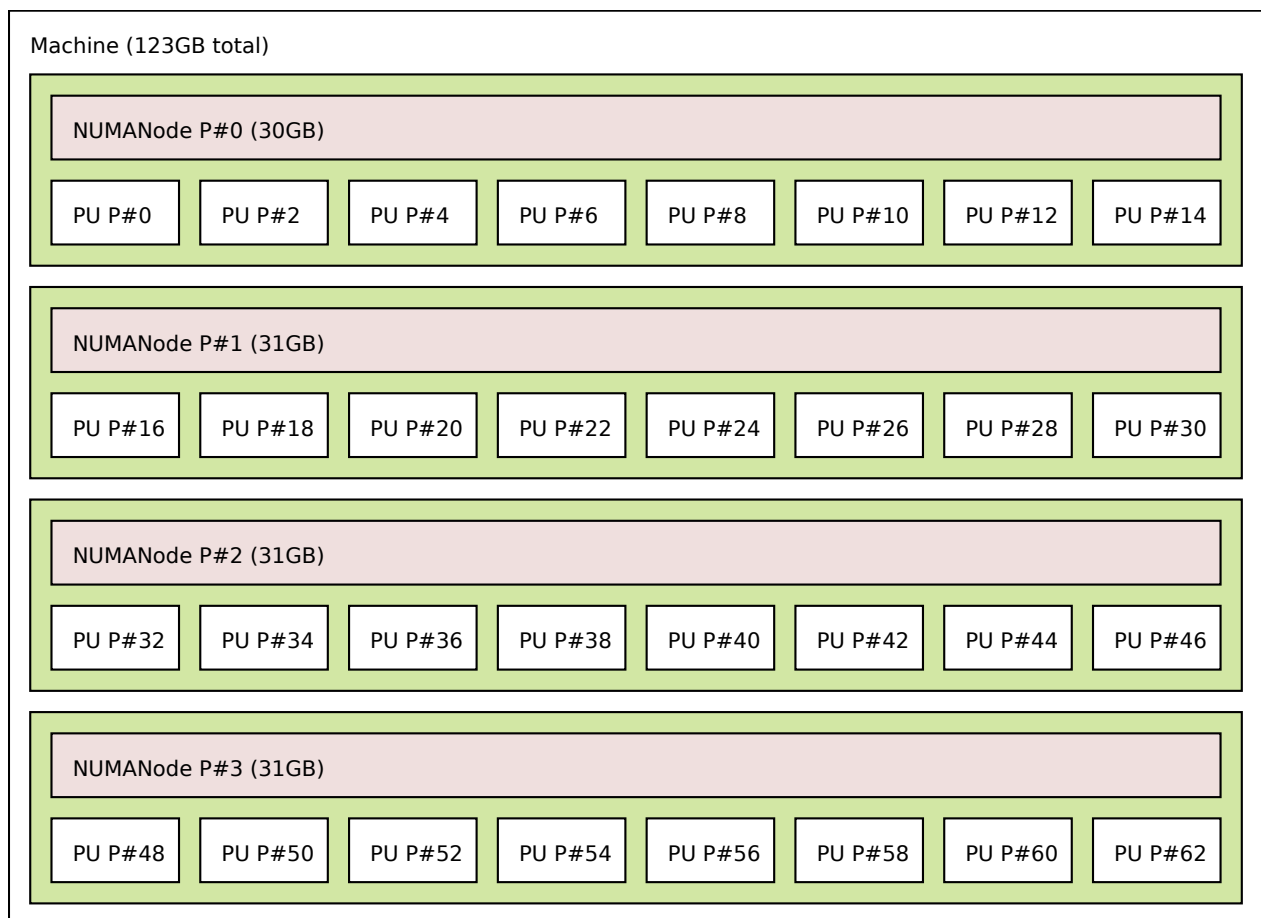 Machine (123GB total)
NUMANode P#0 (30GB)
PU P#0 PU P#2 PU P#4 PU P#6 PU P#8 PU P#10 PU P#12 PU P#14
NUMANode P#1 (31GB)
PU P#16 PU P#18 PU P#20 PU P#22 PU P#24 PU P#26 PU P#28 PU P#30
NUMANode P#2 (31GB)
PU P#32 PU P#34 PU P#36 PU P#38 PU P#40 PU P#42 PU P#44 PU P#46
NUMANode P#3 (31GB)
PU P#48 PU P#50 PU P#52 PU P#54 PU P#56 PU P#58 PU P#60 PU P#62